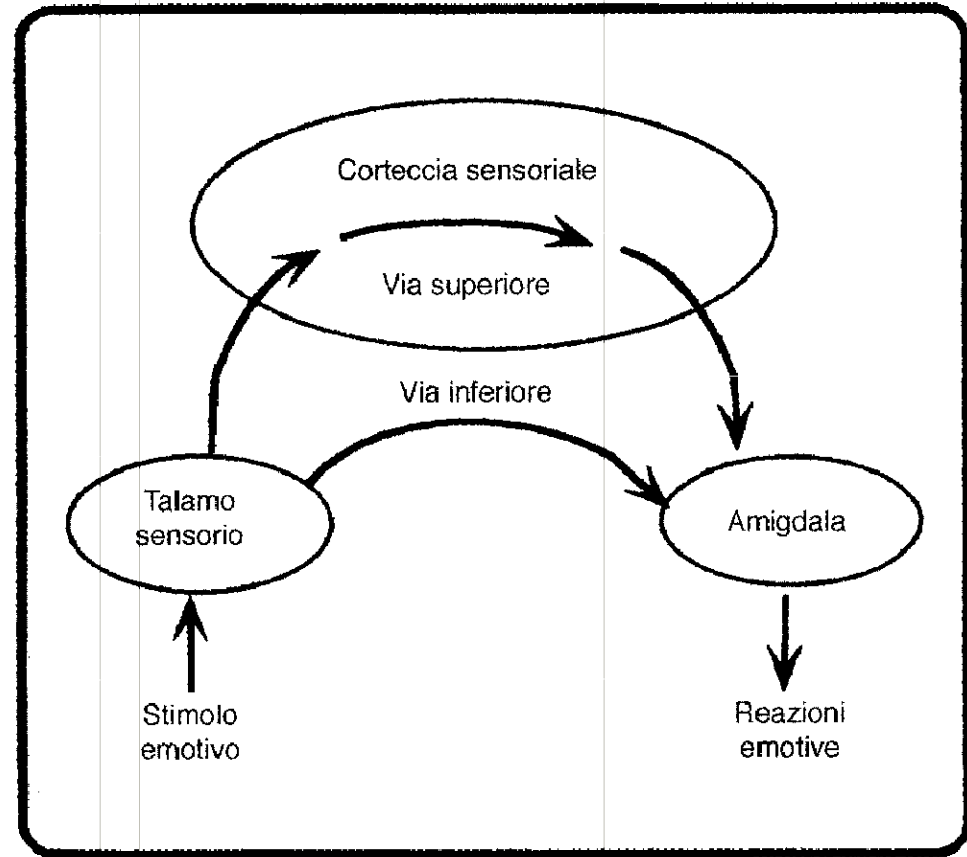 Corteccia sensoriale
Via superiore
Via inferiore
Talamo
sensorio
Amigdala
Stimolo
emotivo
Reazioni
emotive